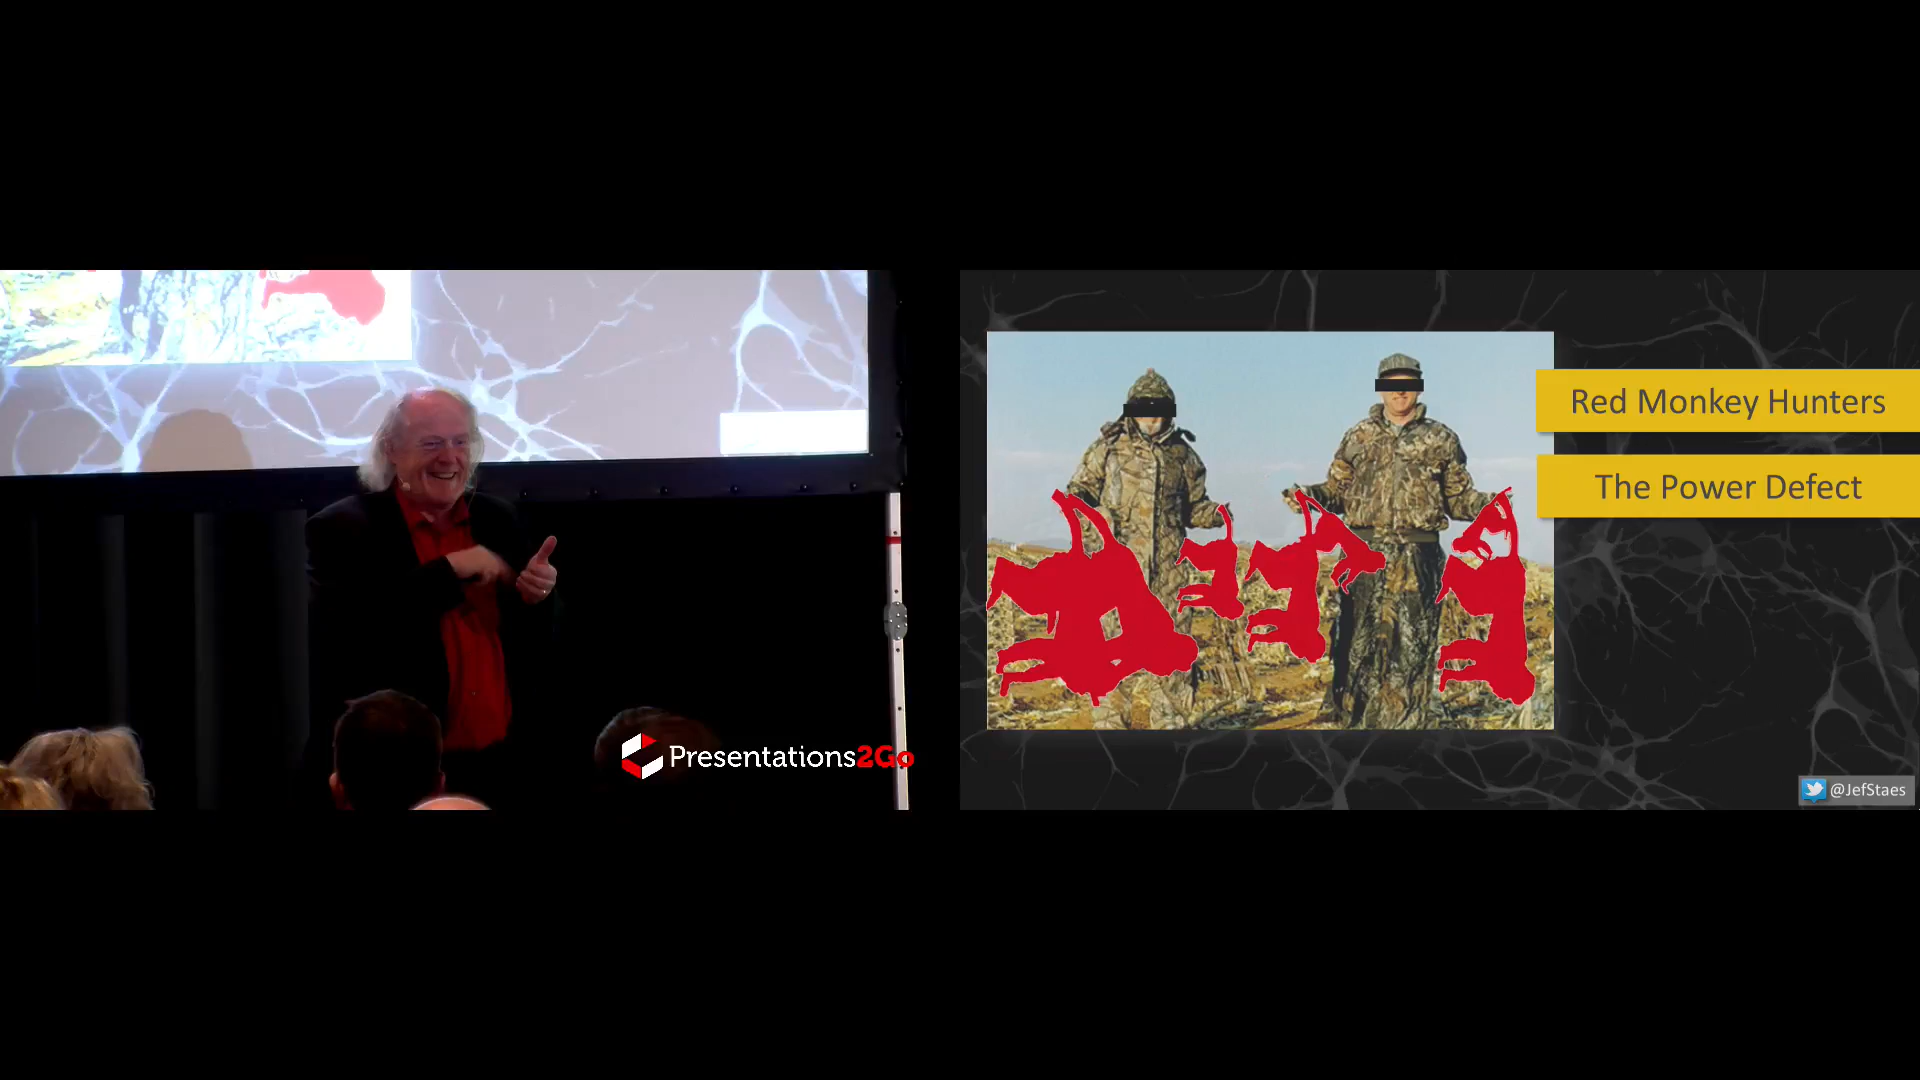 Presentations2Go
Red Monkey Hunters
The Power Defect
@JefStaes